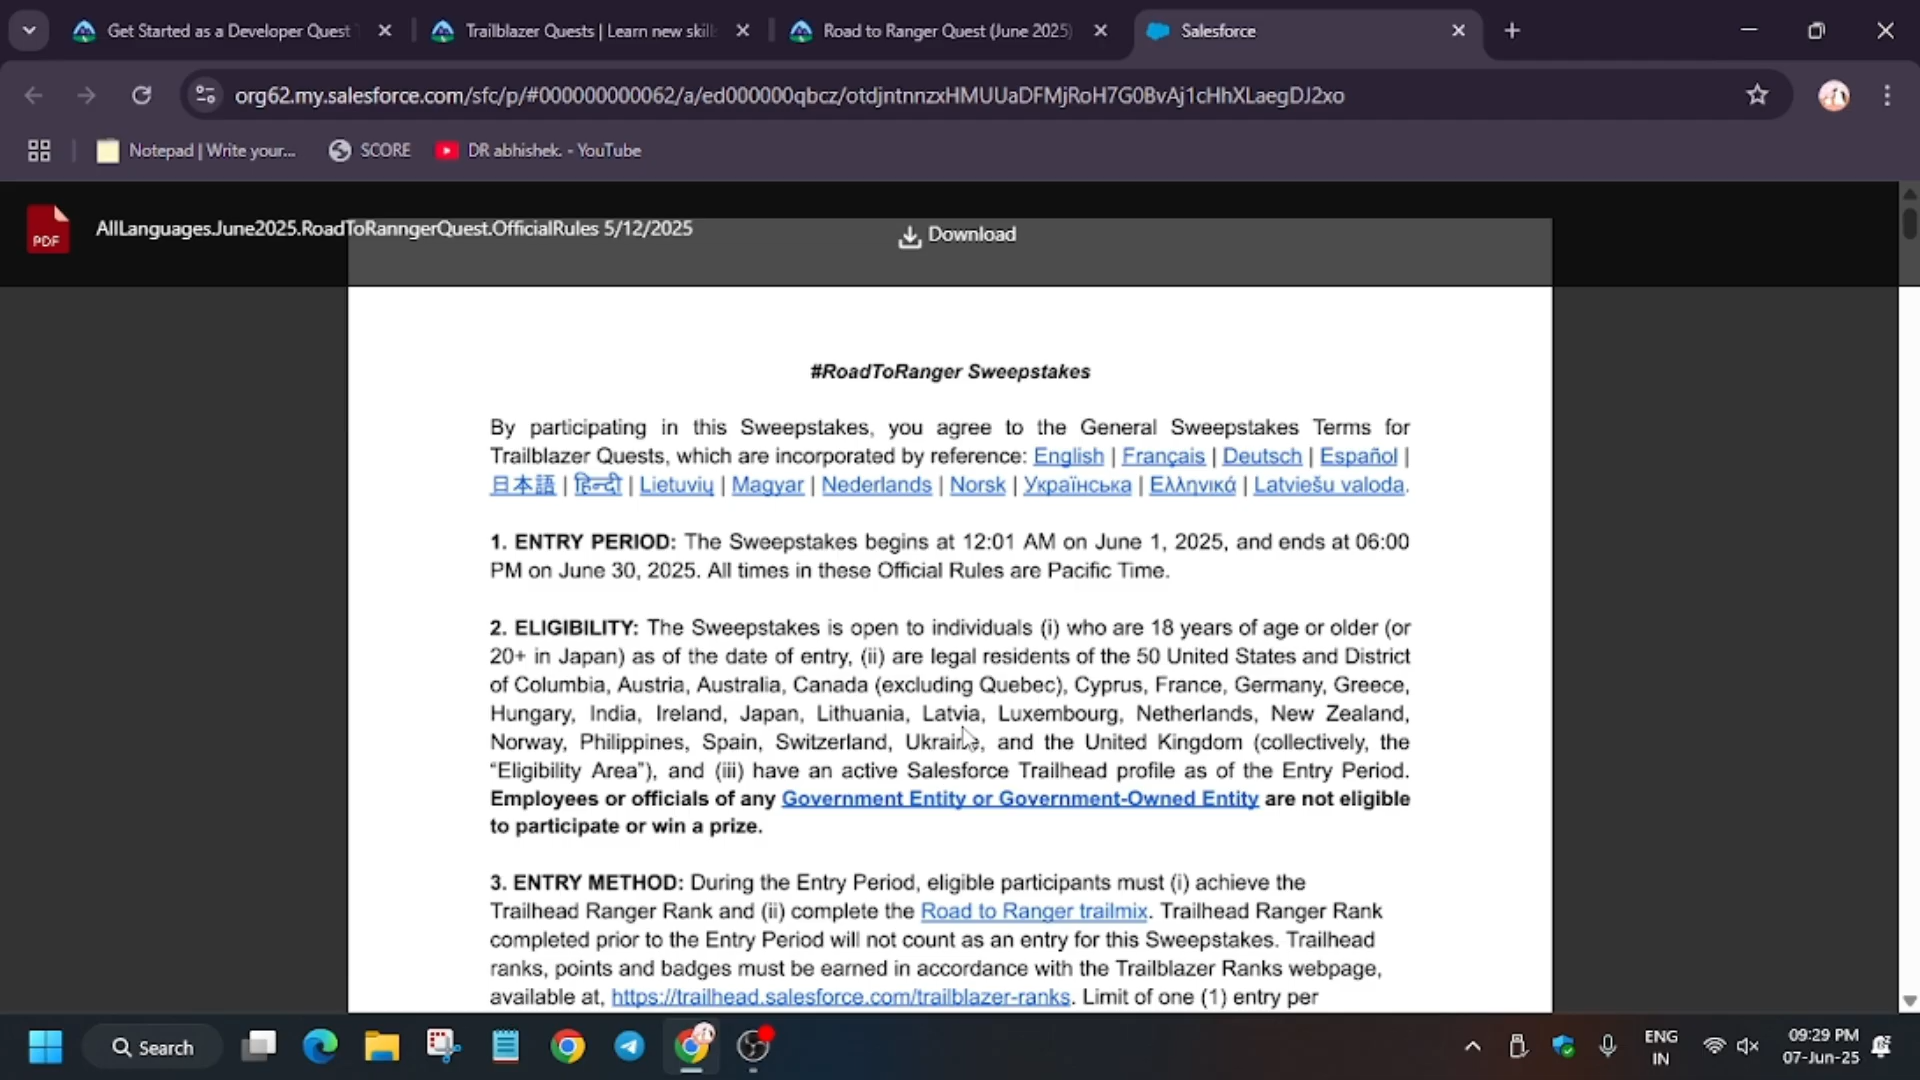 Get Started as a Developer Quest
Trailblazer Quests | Learn new skill
Road to Ranger Quest (June 2025)
Salesforce
org62.my.salesforce.com/sfc/p/#000000000062/a/ed000000qbcz/otdjntnnzxHMUUaDFMjRoH7G0BvAj1cHhXLaegDJ2xo
Notepad | Write your...
SCORE
DR abhishek. - YouTube
PDF
AllLanguages.June2025.RoadToRanngerQuest.OfficialRules 5/12/2025
Download
#RoadToRanger Sweepstakes
By participating in this Sweepstakes, you agree to the General Sweepstakes Terms for
Trailblazer Quests, which are incorporated by reference: English | Français | Deutsch | Español |
日本語 | हिन्दी | Lietuvių | Magyar | Nederlands | Norsk | Українська | Ελληνικά | Latviešu valoda.
1. ENTRY PERIOD: The Sweepstakes begins at 12:01 AM on June 1, 2025, and ends at 06:00
PM on June 30, 2025. All times in these Official Rules are Pacific Time.
2. ELIGIBILITY: The Sweepstakes is open to individuals (i) who are 18 years of age or older (or
20+ in Japan) as of the date of entry, (ii) are legal residents of the 50 United States and District
of Columbia, Austria, Australia, Canada (excluding Quebec), Cyprus, France, Germany, Greece,
Hungary, India, Ireland, Japan, Lithuania, Latvia, Luxembourg, Netherlands, New Zealand,
Norway, Philippines, Spain, Switzerland, Ukraine, and the United Kingdom (collectively, the
“Eligibility Area”), and (iii) have an active Salesforce Trailhead profile as of the Entry Period.
Employees or officials of any Government Entity or Government-Owned Entity are not eligible
to participate or win a prize.
3. ENTRY METHOD: During the Entry Period, eligible participants must (i) achieve the
Trailhead Ranger Rank and (ii) complete the Road to Ranger trailmix. Trailhead Ranger Rank
completed prior to the Entry Period will not count as an entry for this Sweepstakes. Trailhead
ranks, points and badges must be earned in accordance with the Trailblazer Ranks webpage,
available at, https://trailhead.salesforce.com/trailblazer-ranks. Limit of one (1) entry per
Search
ENG
IN
09:29 PM
07-Jun-25